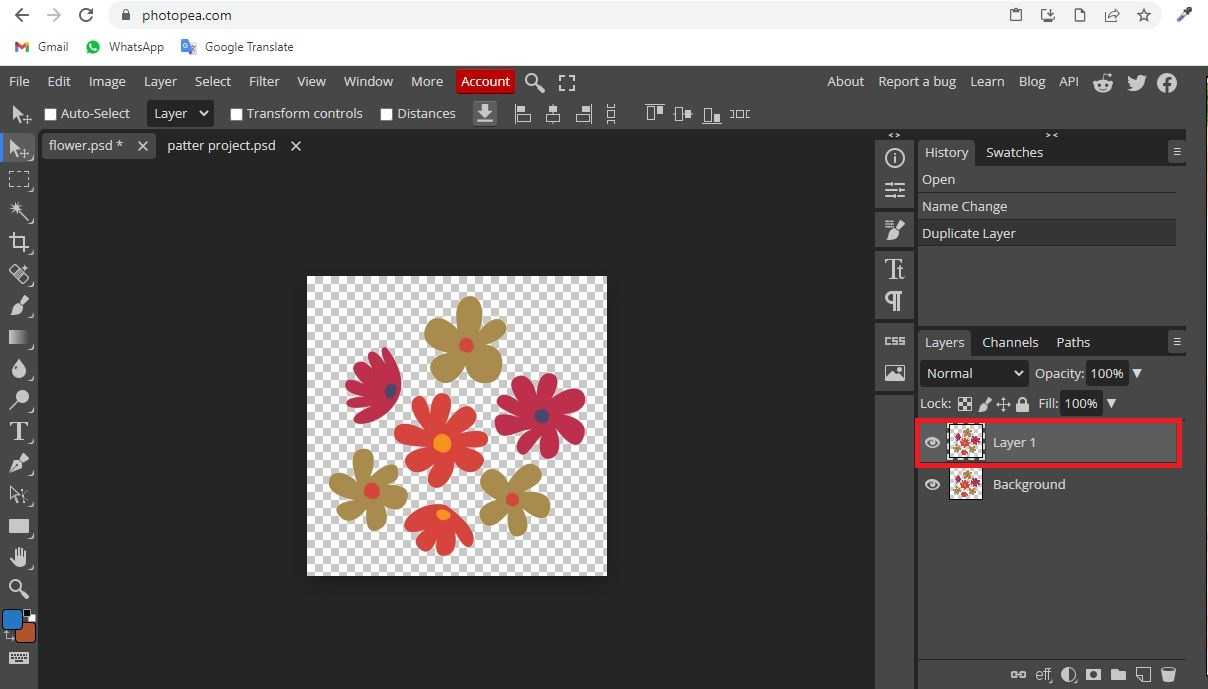 photopea.com
Gmail WhatsApp Google Translate
File Edit Image Layer Select Filter View Window More Account About Report a bug Learn Blog API
Auto-Select Layer Transform controls Distances
flower.psd * patter project.psd
History Swatches
Open
Name Change
Duplicate Layer
Tt
CSS
Layers Channels Paths
Normal Opacity: 100%
Lock: Fill: 100%
Layer 1
Background
T
eff